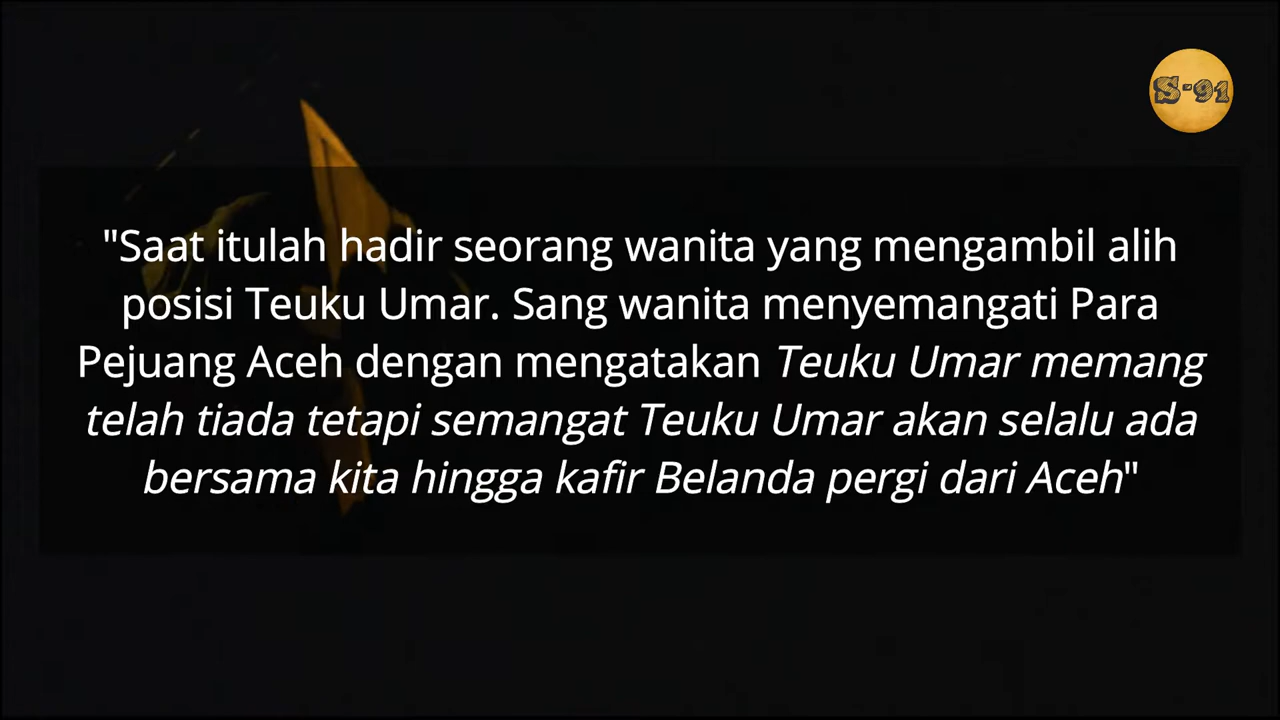 S-91
"Saat itulah hadir seorang wanita yang mengambil alih
posisi Teuku Umar. Sang wanita menyemangati Para
Pejuang Aceh dengan mengatakan Teuku Umar memang
telah tiada tetapi semangat Teuku Umar akan selalu ada
bersama kita hingga kafir Belanda pergi dari Aceh"